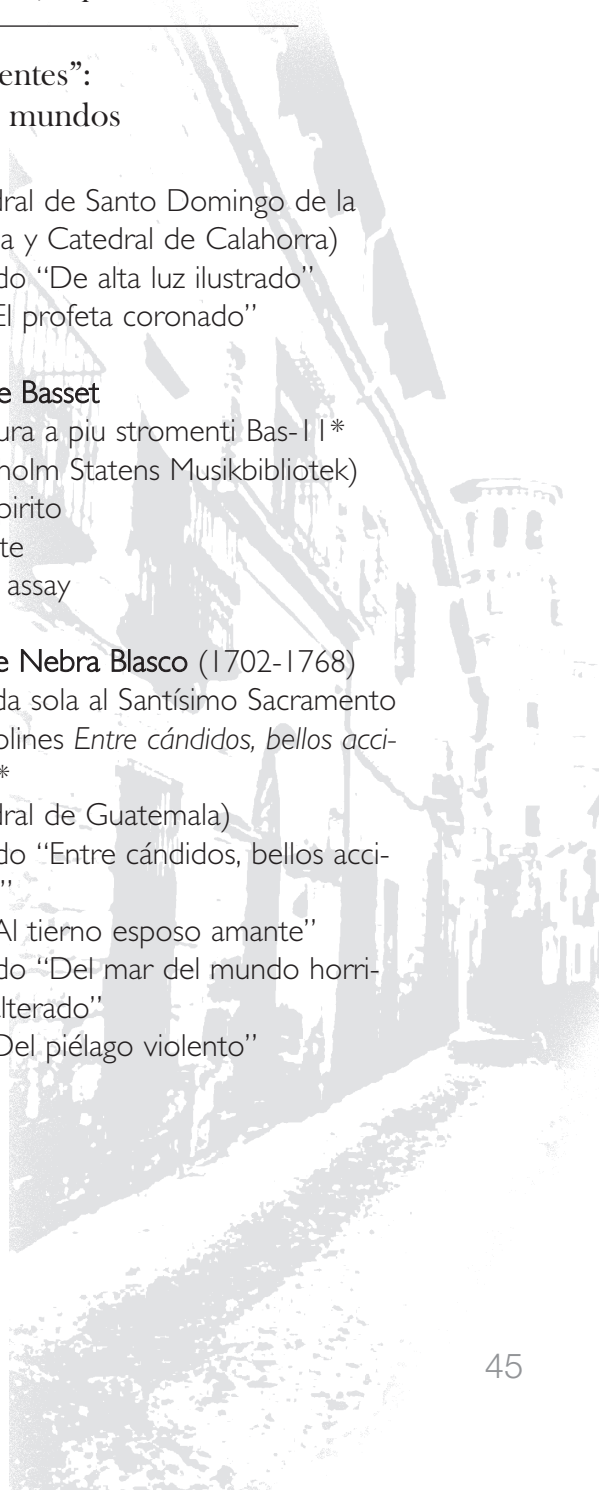 entes”:
mundos
dral de Santo Domingo de la
a y Catedral de Calahorra)
do “De alta luz ilustrado”
El profeta coronado”
e Basset
ura a piu stromenti Bas-11*
holm Statens Musikbibliotek)
pirito
te
assay
e Nebra Blasco (1702-1768)
da sola al Santísimo Sacramento
olines Entre cándidos, bellos acci-
*
dral de Guatemala)
do “Entre cándidos, bellos acci-
”
Al tierno esposo amante”
do “Del mar del mundo horri-
lterado”
Del piélago violento”
45